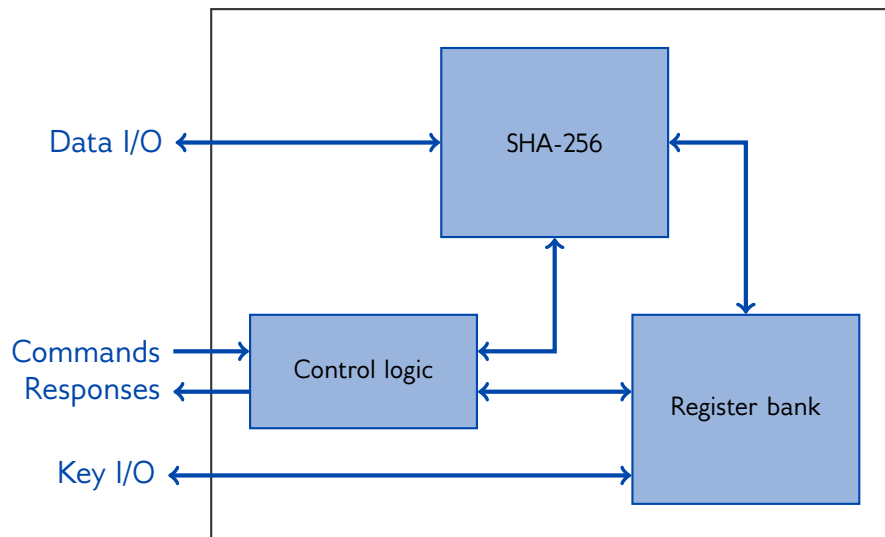 Data I/O
SHA-256
Commands
Responses
Control logic
Register bank
Key I/O